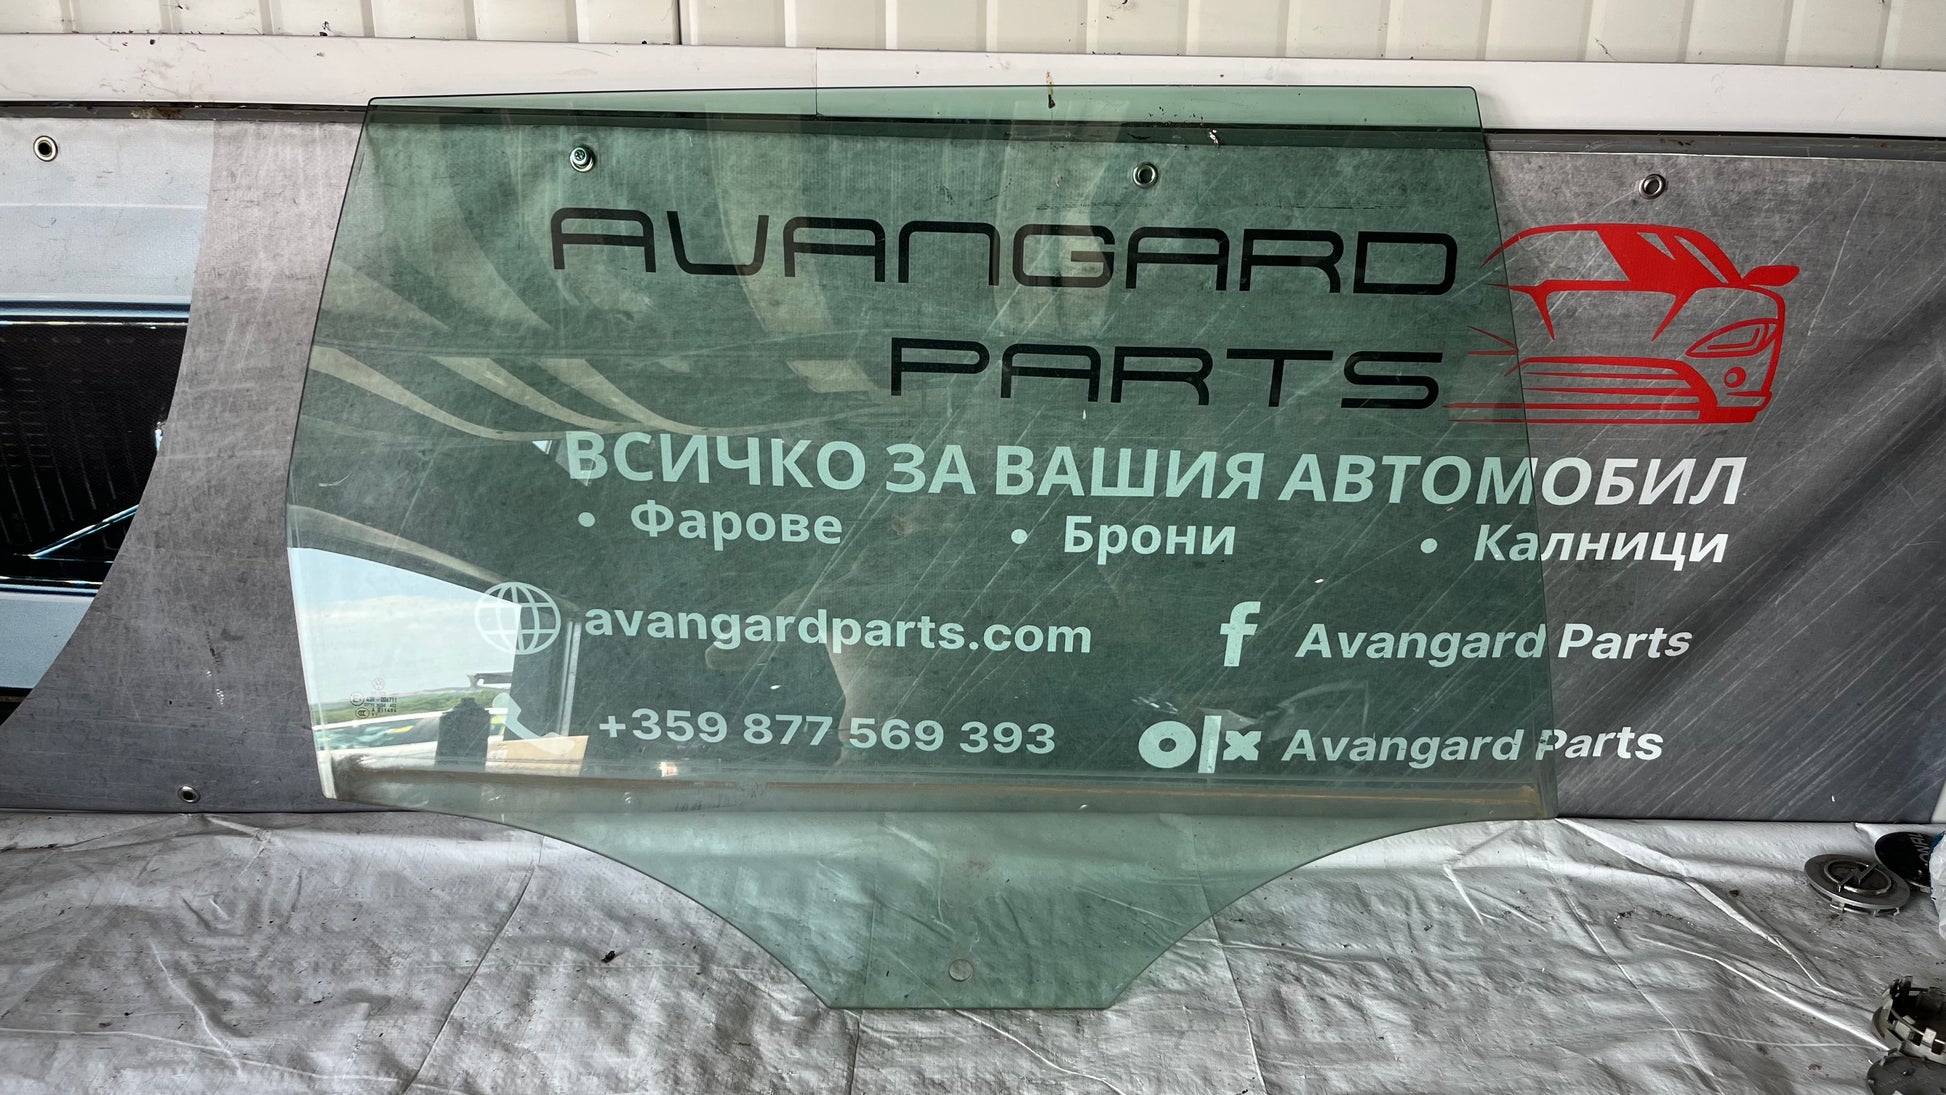 AVANGARD
PARTS
ВСИЧКО ЗА ВАШИЯ АВТОМОБИЛ
• Фарове • Брони • Калници
avangardparts.com
f Avangard Parts
+359 877 569 393
olx Avangard Parts